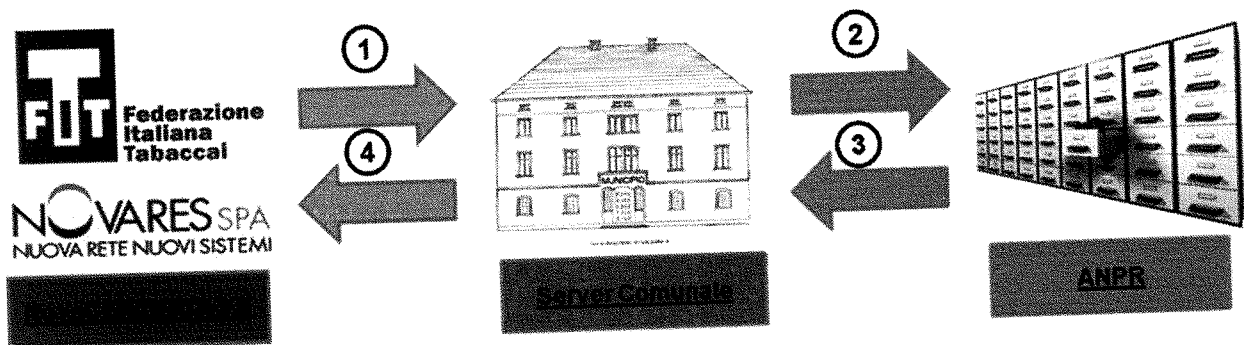 1
2
FIT
Federazione
Italiana
Tabaccai
4
3
MUNICIPIO
NOVARES SPA
NUOVA RETE NUOVI SISTEMI
Server Comunale
ANPR